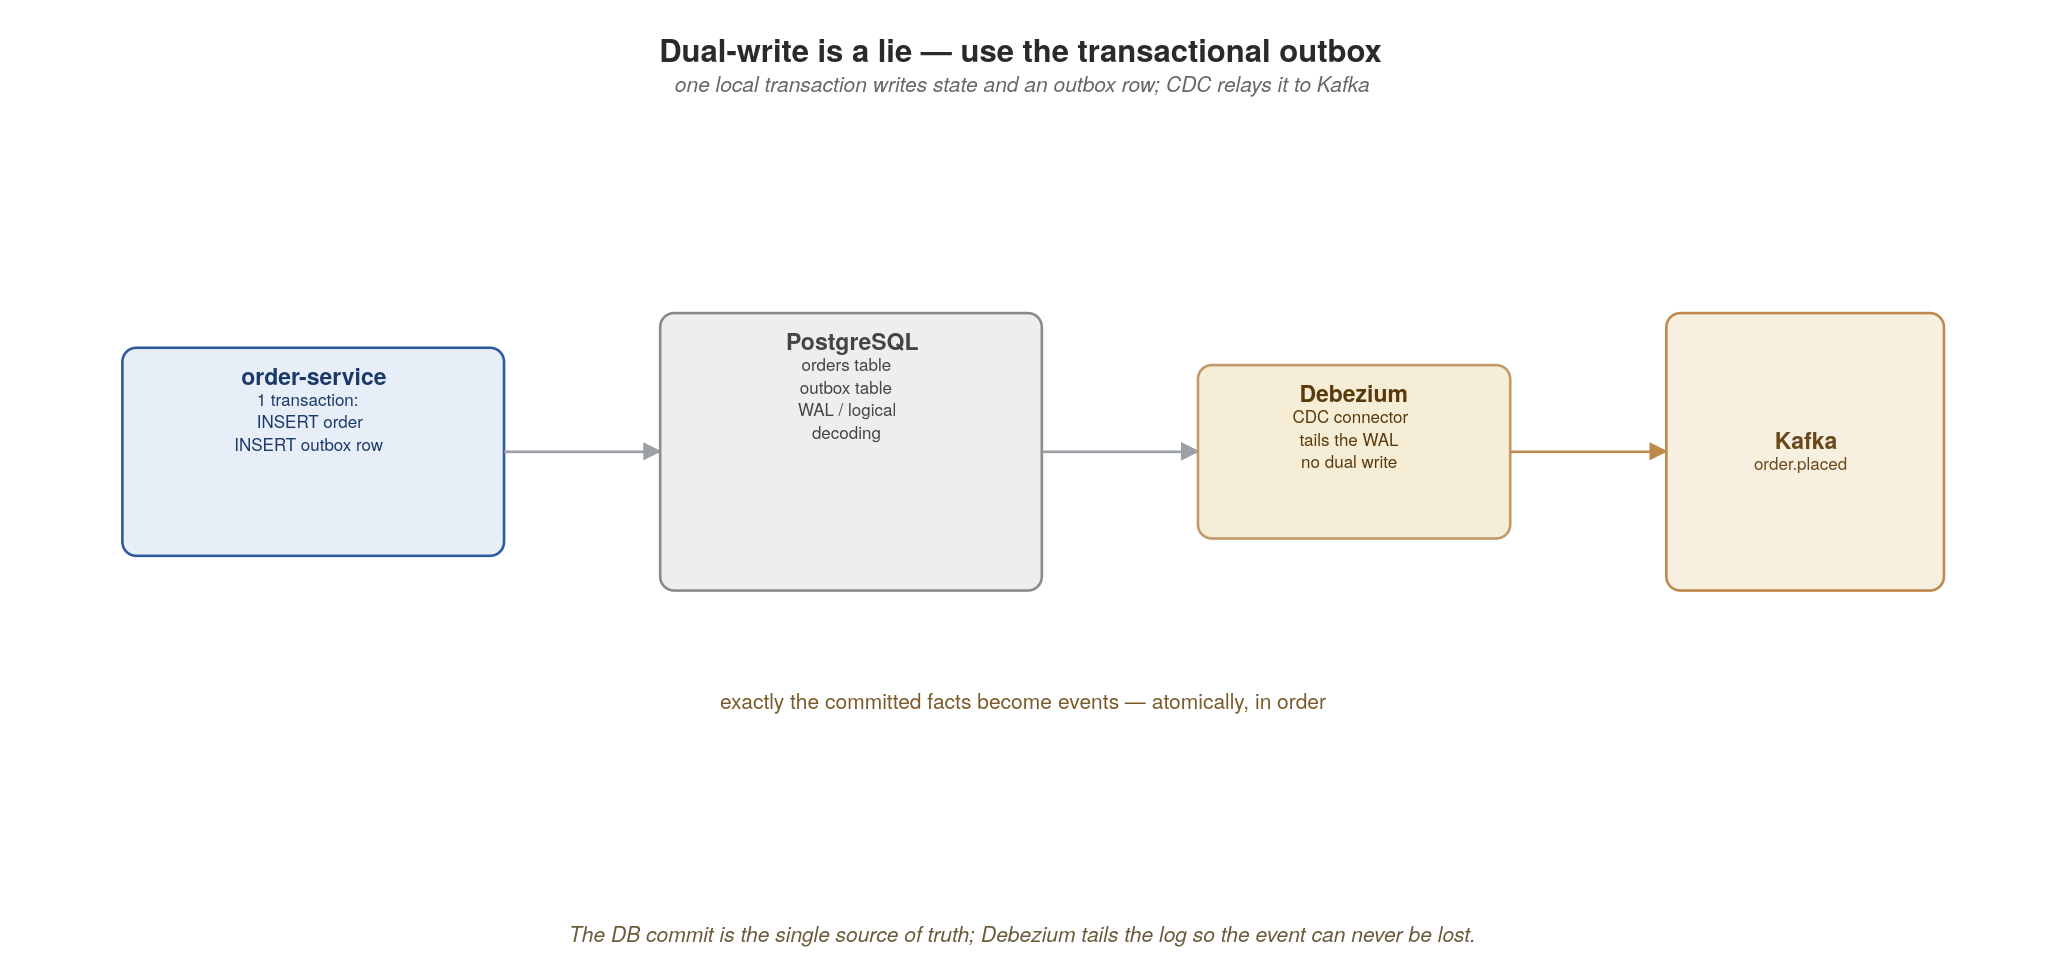 Dual-write is a lie — use the transactional outbox
one local transaction writes state and an outbox row; CDC relays it to Kafka
order-service
1 transaction:
INSERT order
INSERT outbox row
PostgreSQL
orders table
outbox table
WAL / logical
decoding
Debezium
CDC connector
tails the WAL
no dual write
Kafka
order.placed
exactly the committed facts become events — atomically, in order
The DB commit is the single source of truth; Debezium tails the log so the event can never be lost.